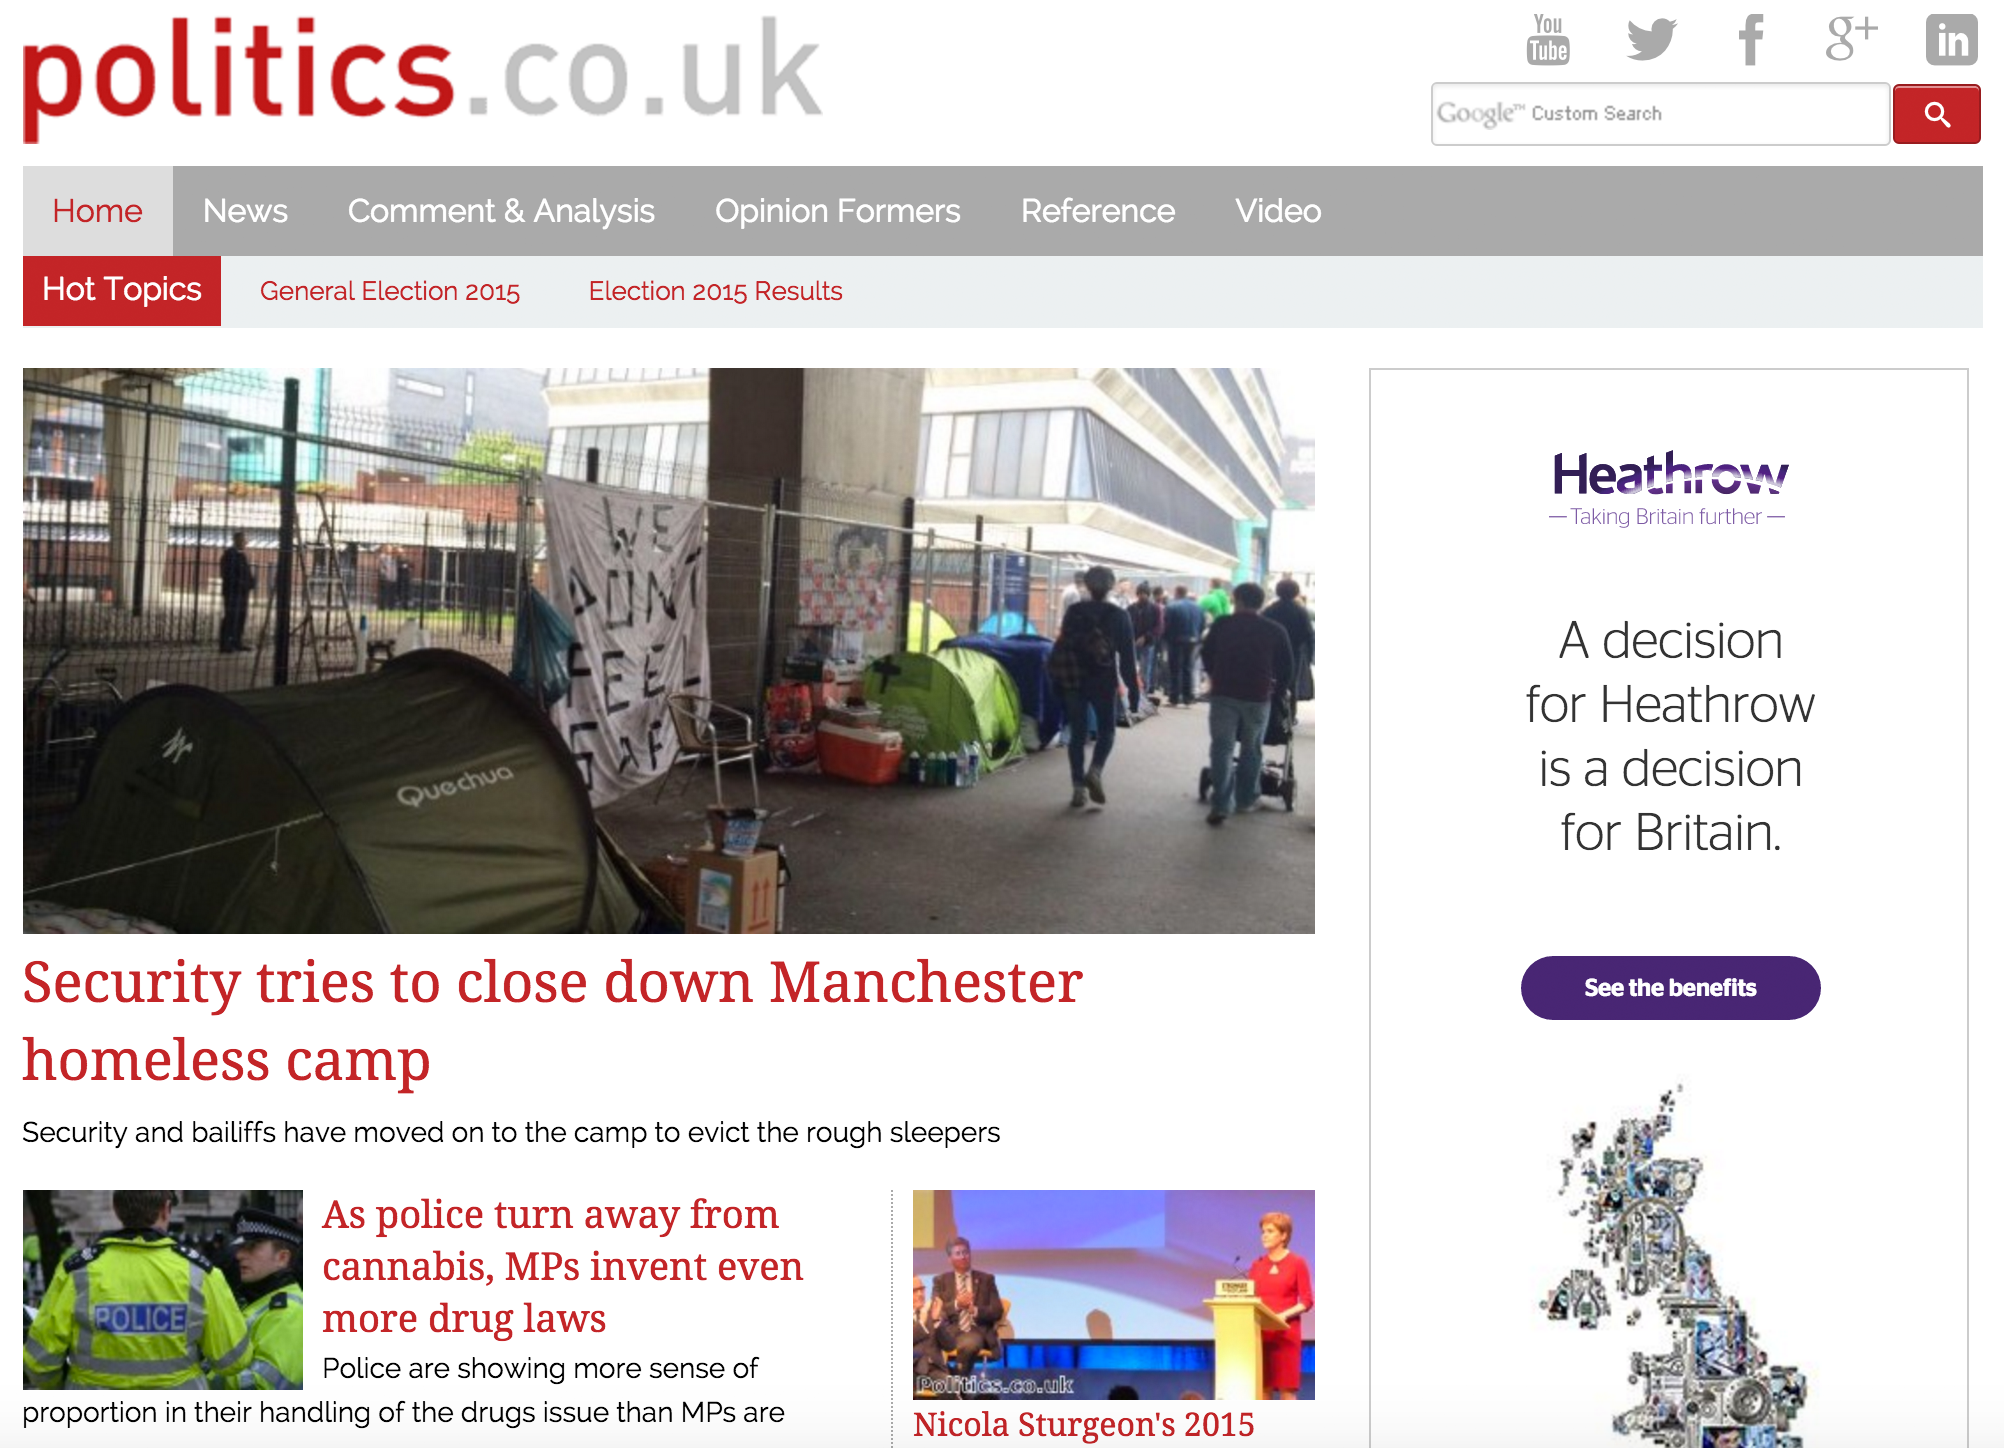 politics.co.uk
You
Tube
g+
in
Google™ Custom Search
Home
News
Comment & Analysis
Opinion Formers
Reference
Video
Hot Topics
General Election 2015
Election 2015 Results
WE
DON'T
FEEL
SAF
Quechua
Security tries to close down Manchester
homeless camp
Security and bailiffs have moved on to the camp to evict the rough sleepers
POLICE
As police turn away from
cannabis, MPs invent even
more drug laws
Police are showing more sense of
proportion in their handling of the drugs issue than MPs are
Politics.co.uk
Nicola Sturgeon's 2015
Heathrow
Taking Britain further
A decision
for Heathrow
is a decision
for Britain.
See the benefits